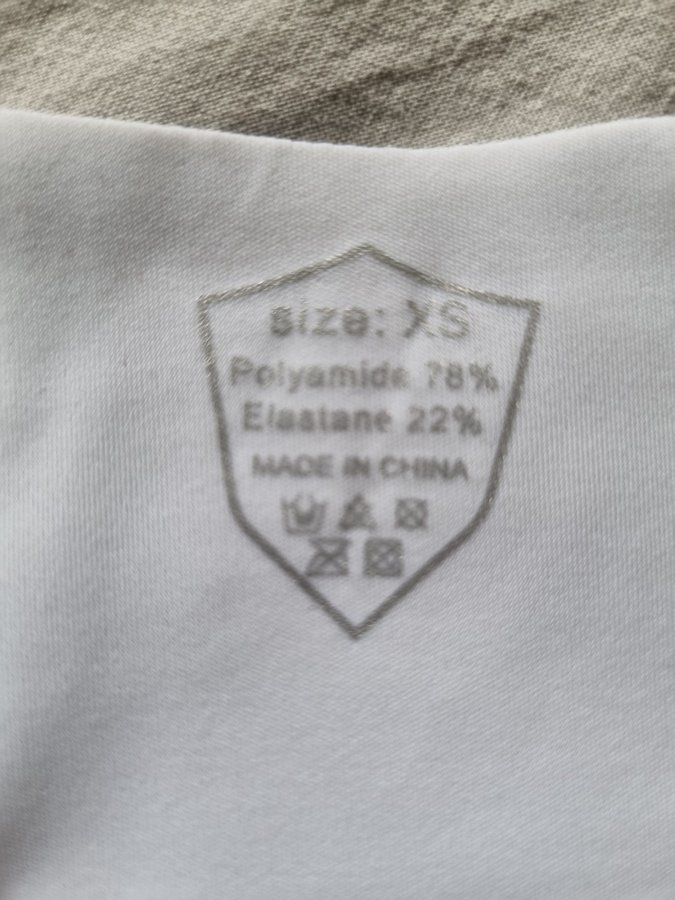 size: XS
Polyamide 78%
Elastane 22%
MADE IN CHINA